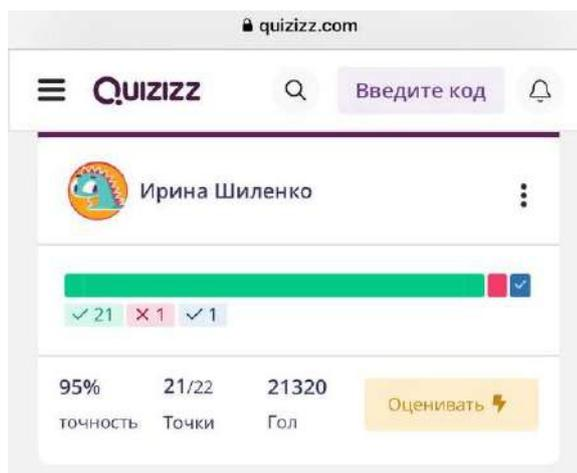 quizizz.com
Quizizz Введите код
Ирина Шиленко
21 1 1
95% 21/22 21320
точность Точки Гол
Оценивать